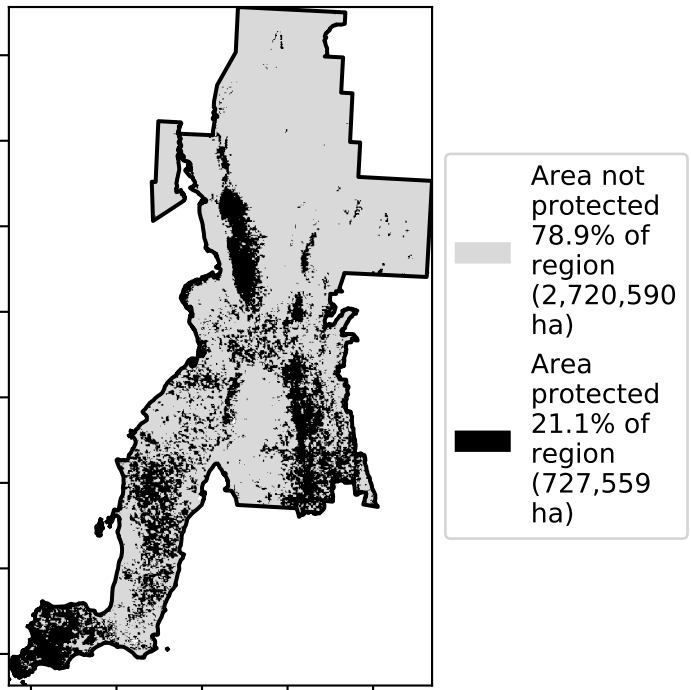 Area not
protected
78.9% of
region
(2,720,590
ha)
Area
protected
21.1% of
region
(727,559
ha)